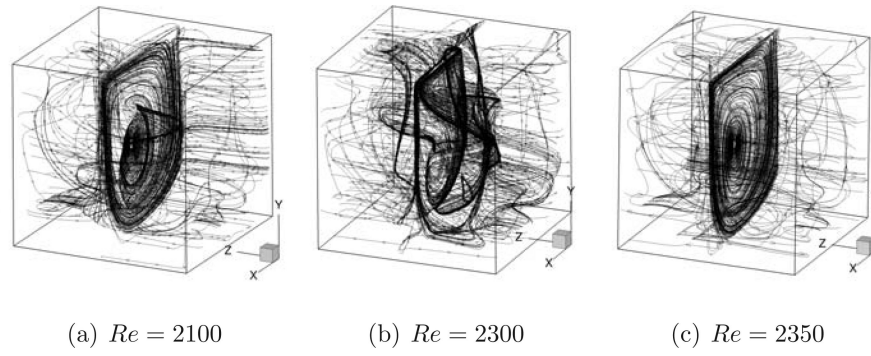 Y
Z
X
Y
Z
X
Y
Z
X
(a) Re = 2100
(b) Re = 2300
(c) Re = 2350